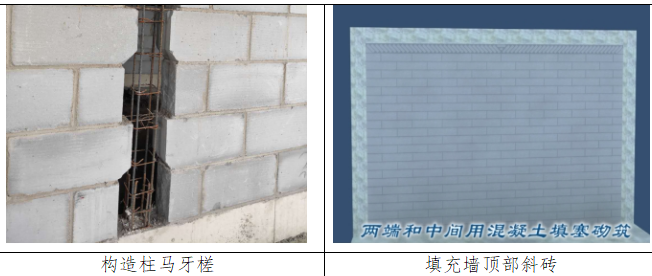 两端和中间用混凝土填塞砌筑
构造柱马牙槎
填充墙顶部斜砖